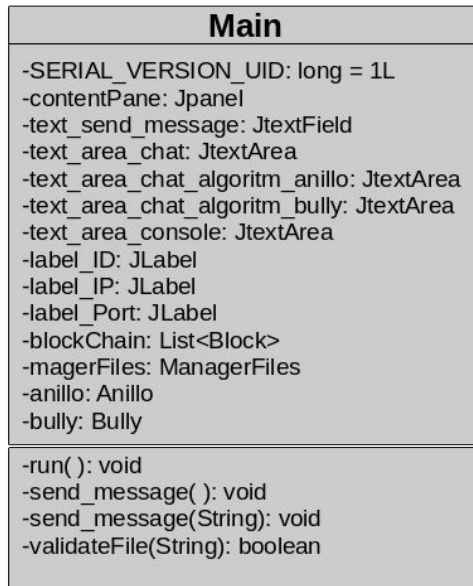 Main
-SERIAL_VERSION_UID: long = 1L
-contentPane: Jpanel
-text_send_message: JtextField
-text_area_chat: JtextArea
-text_area_chat_algoritm_anillo: JtextArea
-text_area_chat_algoritm_bully: JtextArea
-text_area_console: JtextArea
-label_ID: JLabel
-label_IP: JLabel
-label_Port: JLabel
-blockChain: List<Block>
-magerFiles: ManagerFiles
-anillo: Anillo
-bully: Bully
-run( ): void
-send_message( ): void
-send_message(String): void
-validateFile(String): boolean